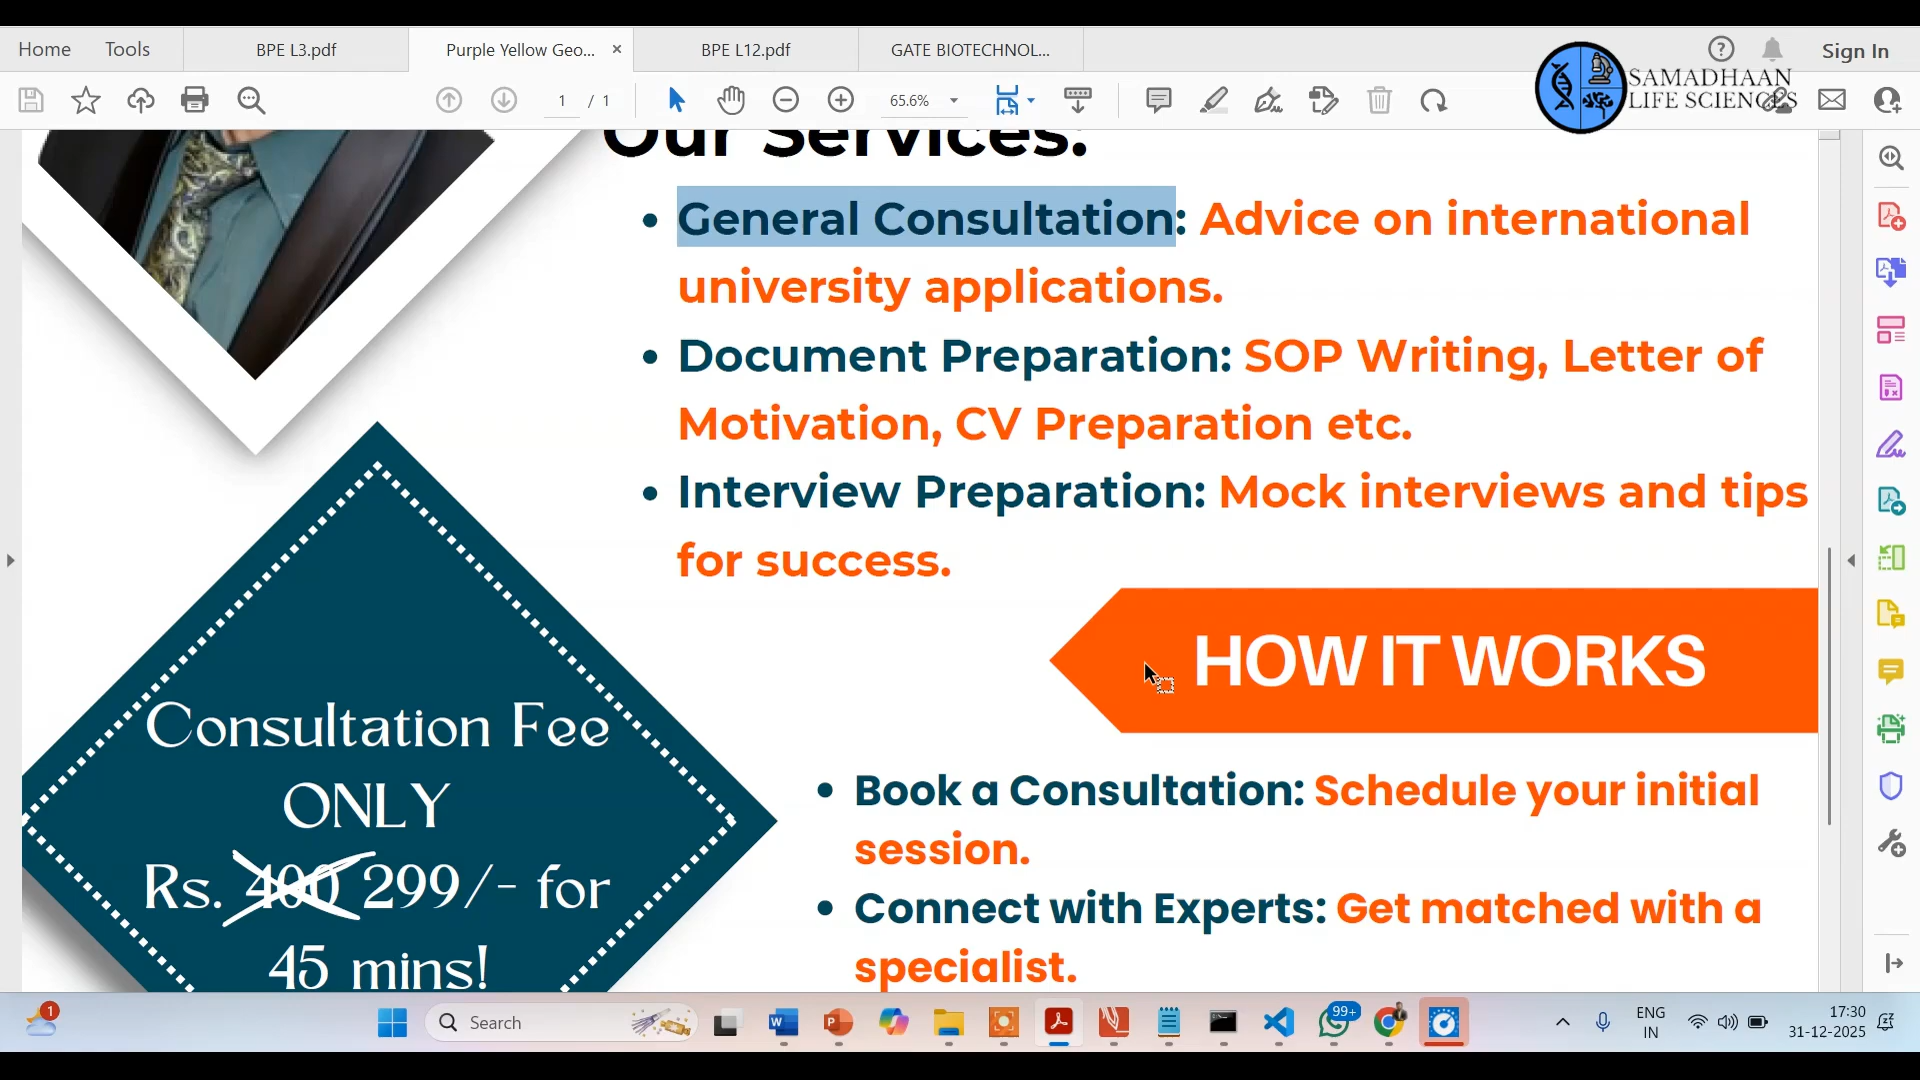 Home Tools BPE L3.pdf Purple Yellow Geo... × BPE L12.pdf GATE BIOTECHNOL... Sign In
1 / 1 65.6%
SAMADHAAN
LIFE SCIENCES
Our Services:
• General Consultation: Advice on international
university applications.
• Document Preparation: SOP Writing, Letter of
Motivation, CV Preparation etc.
• Interview Preparation: Mock interviews and tips
for success.
HOW IT WORKS
Consultation Fee
ONLY
Rs. 400 299/- for
45 mins!
• Book a Consultation: Schedule your initial
session.
• Connect with Experts: Get matched with a
specialist.
1 Search 99+ ENG 17:30
IN 31-12-2025